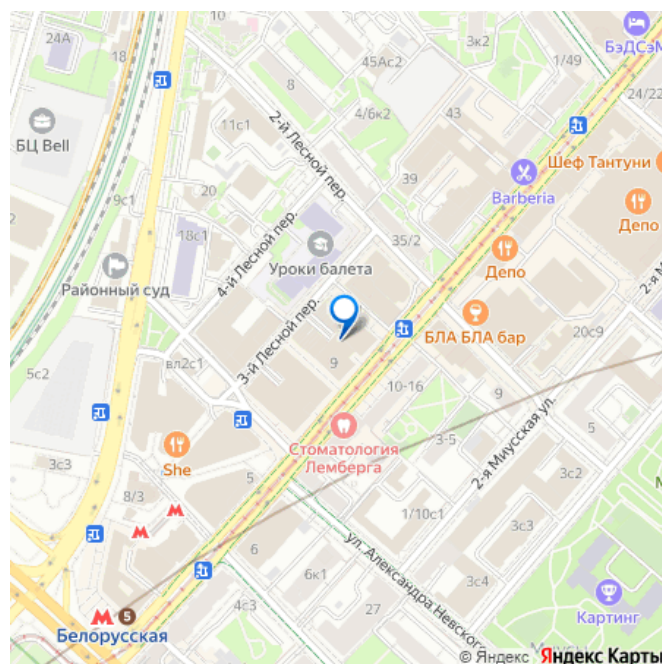 24А
45Ас2
3к2
БэДСэМ
1/49
8
24/22
4/6к2
43
11с1
БЦ Bell
2-й Лесной пер.
Шеф Тантуни
39
Barberia
20
9с1
Депо
18с1
4-й Лесной пер.
35/2
Уроки балета
Депо
Районный суд
3-й Лесной пер.
БЛА БЛА бар
20с9
вл2с1
9
5с2
10-16
9
5
Стоматология
Лемберга
3-5
2-я Миусская ул.
She
3с3
5
3с2
8/3
1/10с1
3с3
6
ул. Александра Невского
6к1
3с4
5
Картинг
4с3
27
Белорусская
© Яндекс Яндекс Карты